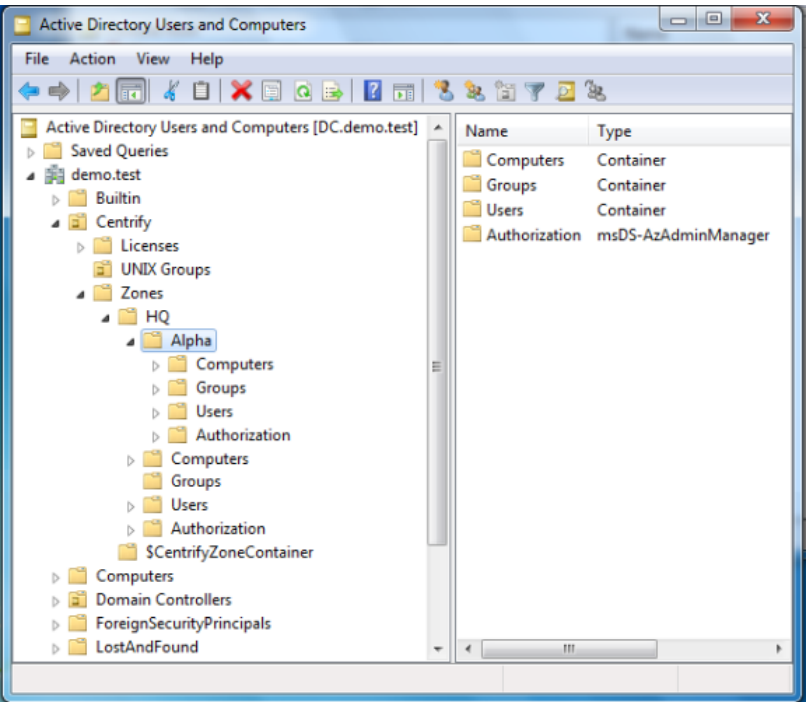 Active Directory Users and Computers
File Action View Help
Active Directory Users and Computers [DC.demo.test]
Saved Queries
demo.test
Builtin
Centrify
Licenses
UNIX Groups
Zones
HQ
Alpha
Computers
Groups
Users
Authorization
Computers
Groups
Users
Authorization
$CentrifyZoneContainer
Computers
Domain Controllers
ForeignSecurityPrincipals
LostAndFound
Name Type
Computers Container
Groups Container
Users Container
Authorization msDS-AzAdminManager